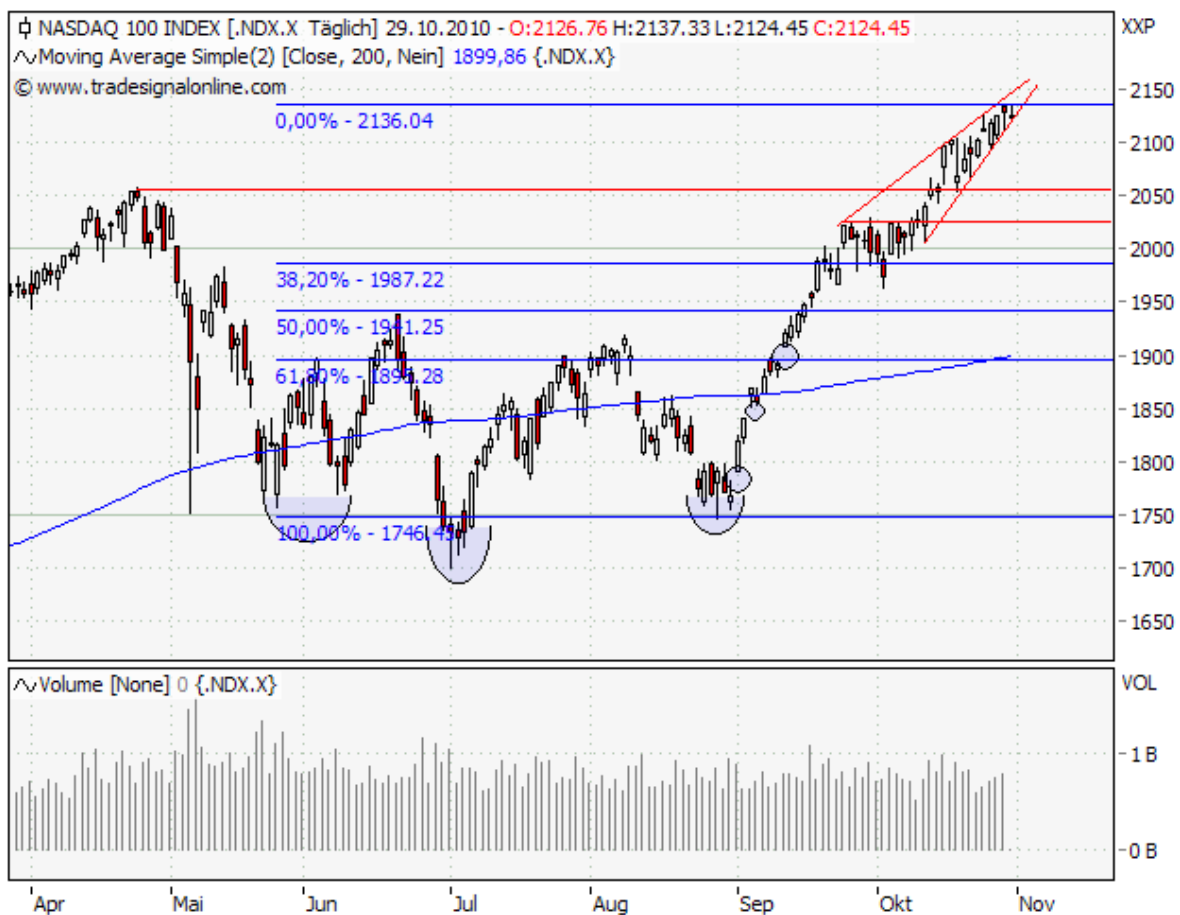 NASDAQ 100 INDEX [.NDX.X Täglich] 29.10.2010 - O:2126.76 H:2137.33 L:2124.45 C:2124.45
XXP
Moving Average Simple(2) [Close, 200, Nein] 1899,86 {.NDX.X}
© www.tradesignalonline.com
0,00% - 2136.04
38,20% - 1987.22
50,00% - 1941.25
61,80% - 1895.28
100,00% - 1746.45
2150
2100
2050
2000
1950
1900
1850
1800
1750
1700
1650
Volume [None] 0 {.NDX.X}
VOL
1 B
0 B
Apr Mai Jun Jul Aug Sep Okt Nov